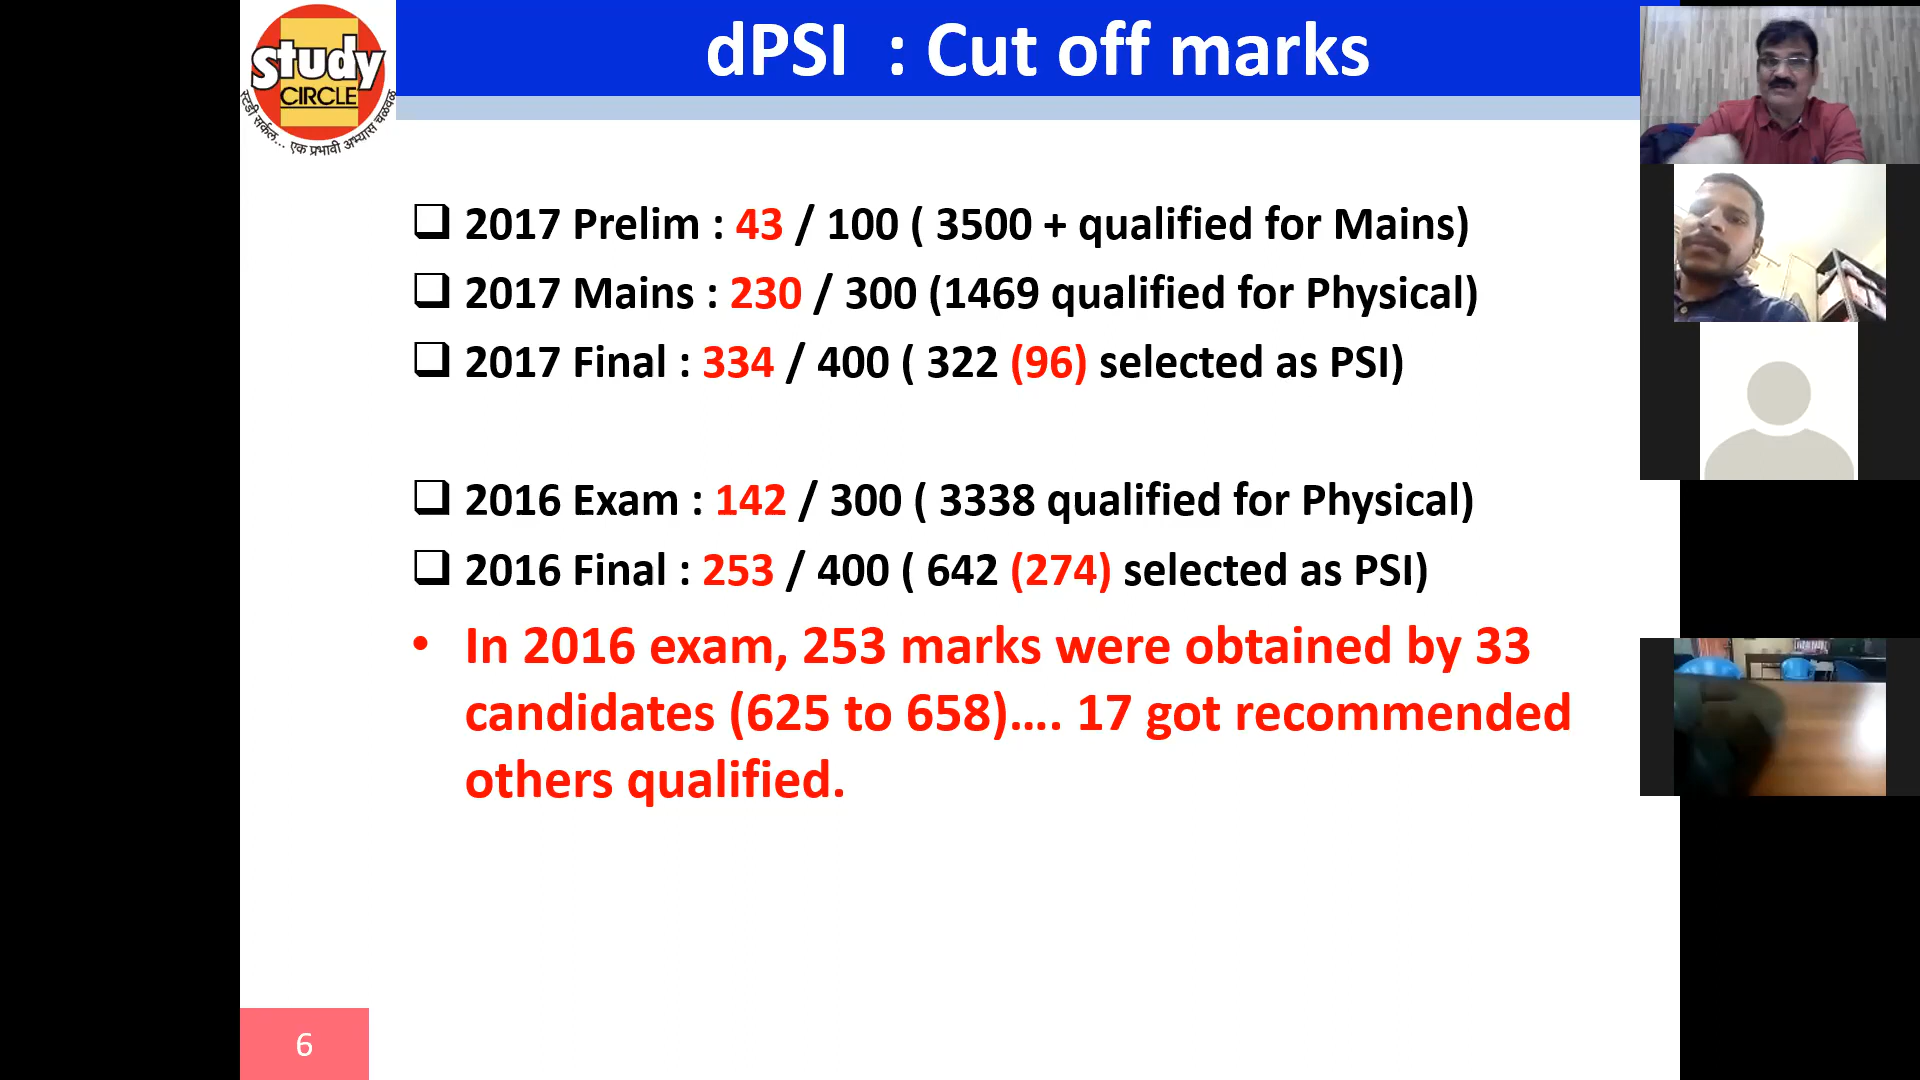 study
CIRCLE
स्टडी सर्कल... एक प्रभावी अभ्यास चळवळ
dPSI : Cut off marks
2017 Prelim : 43 / 100 ( 3500 + qualified for Mains)
2017 Mains : 230 / 300 (1469 qualified for Physical)
2017 Final : 334 / 400 ( 322 (96) selected as PSI)
2016 Exam : 142 / 300 ( 3338 qualified for Physical)
2016 Final : 253 / 400 ( 642 (274) selected as PSI)
• In 2016 exam, 253 marks were obtained by 33
candidates (625 to 658).... 17 got recommended
others qualified.
6